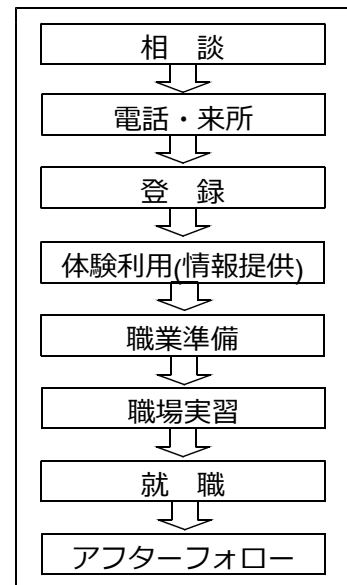 相　談
電話・来所
登　録
体験利用(情報提供)
職業準備
職場実習
就　職
アフターフォロー